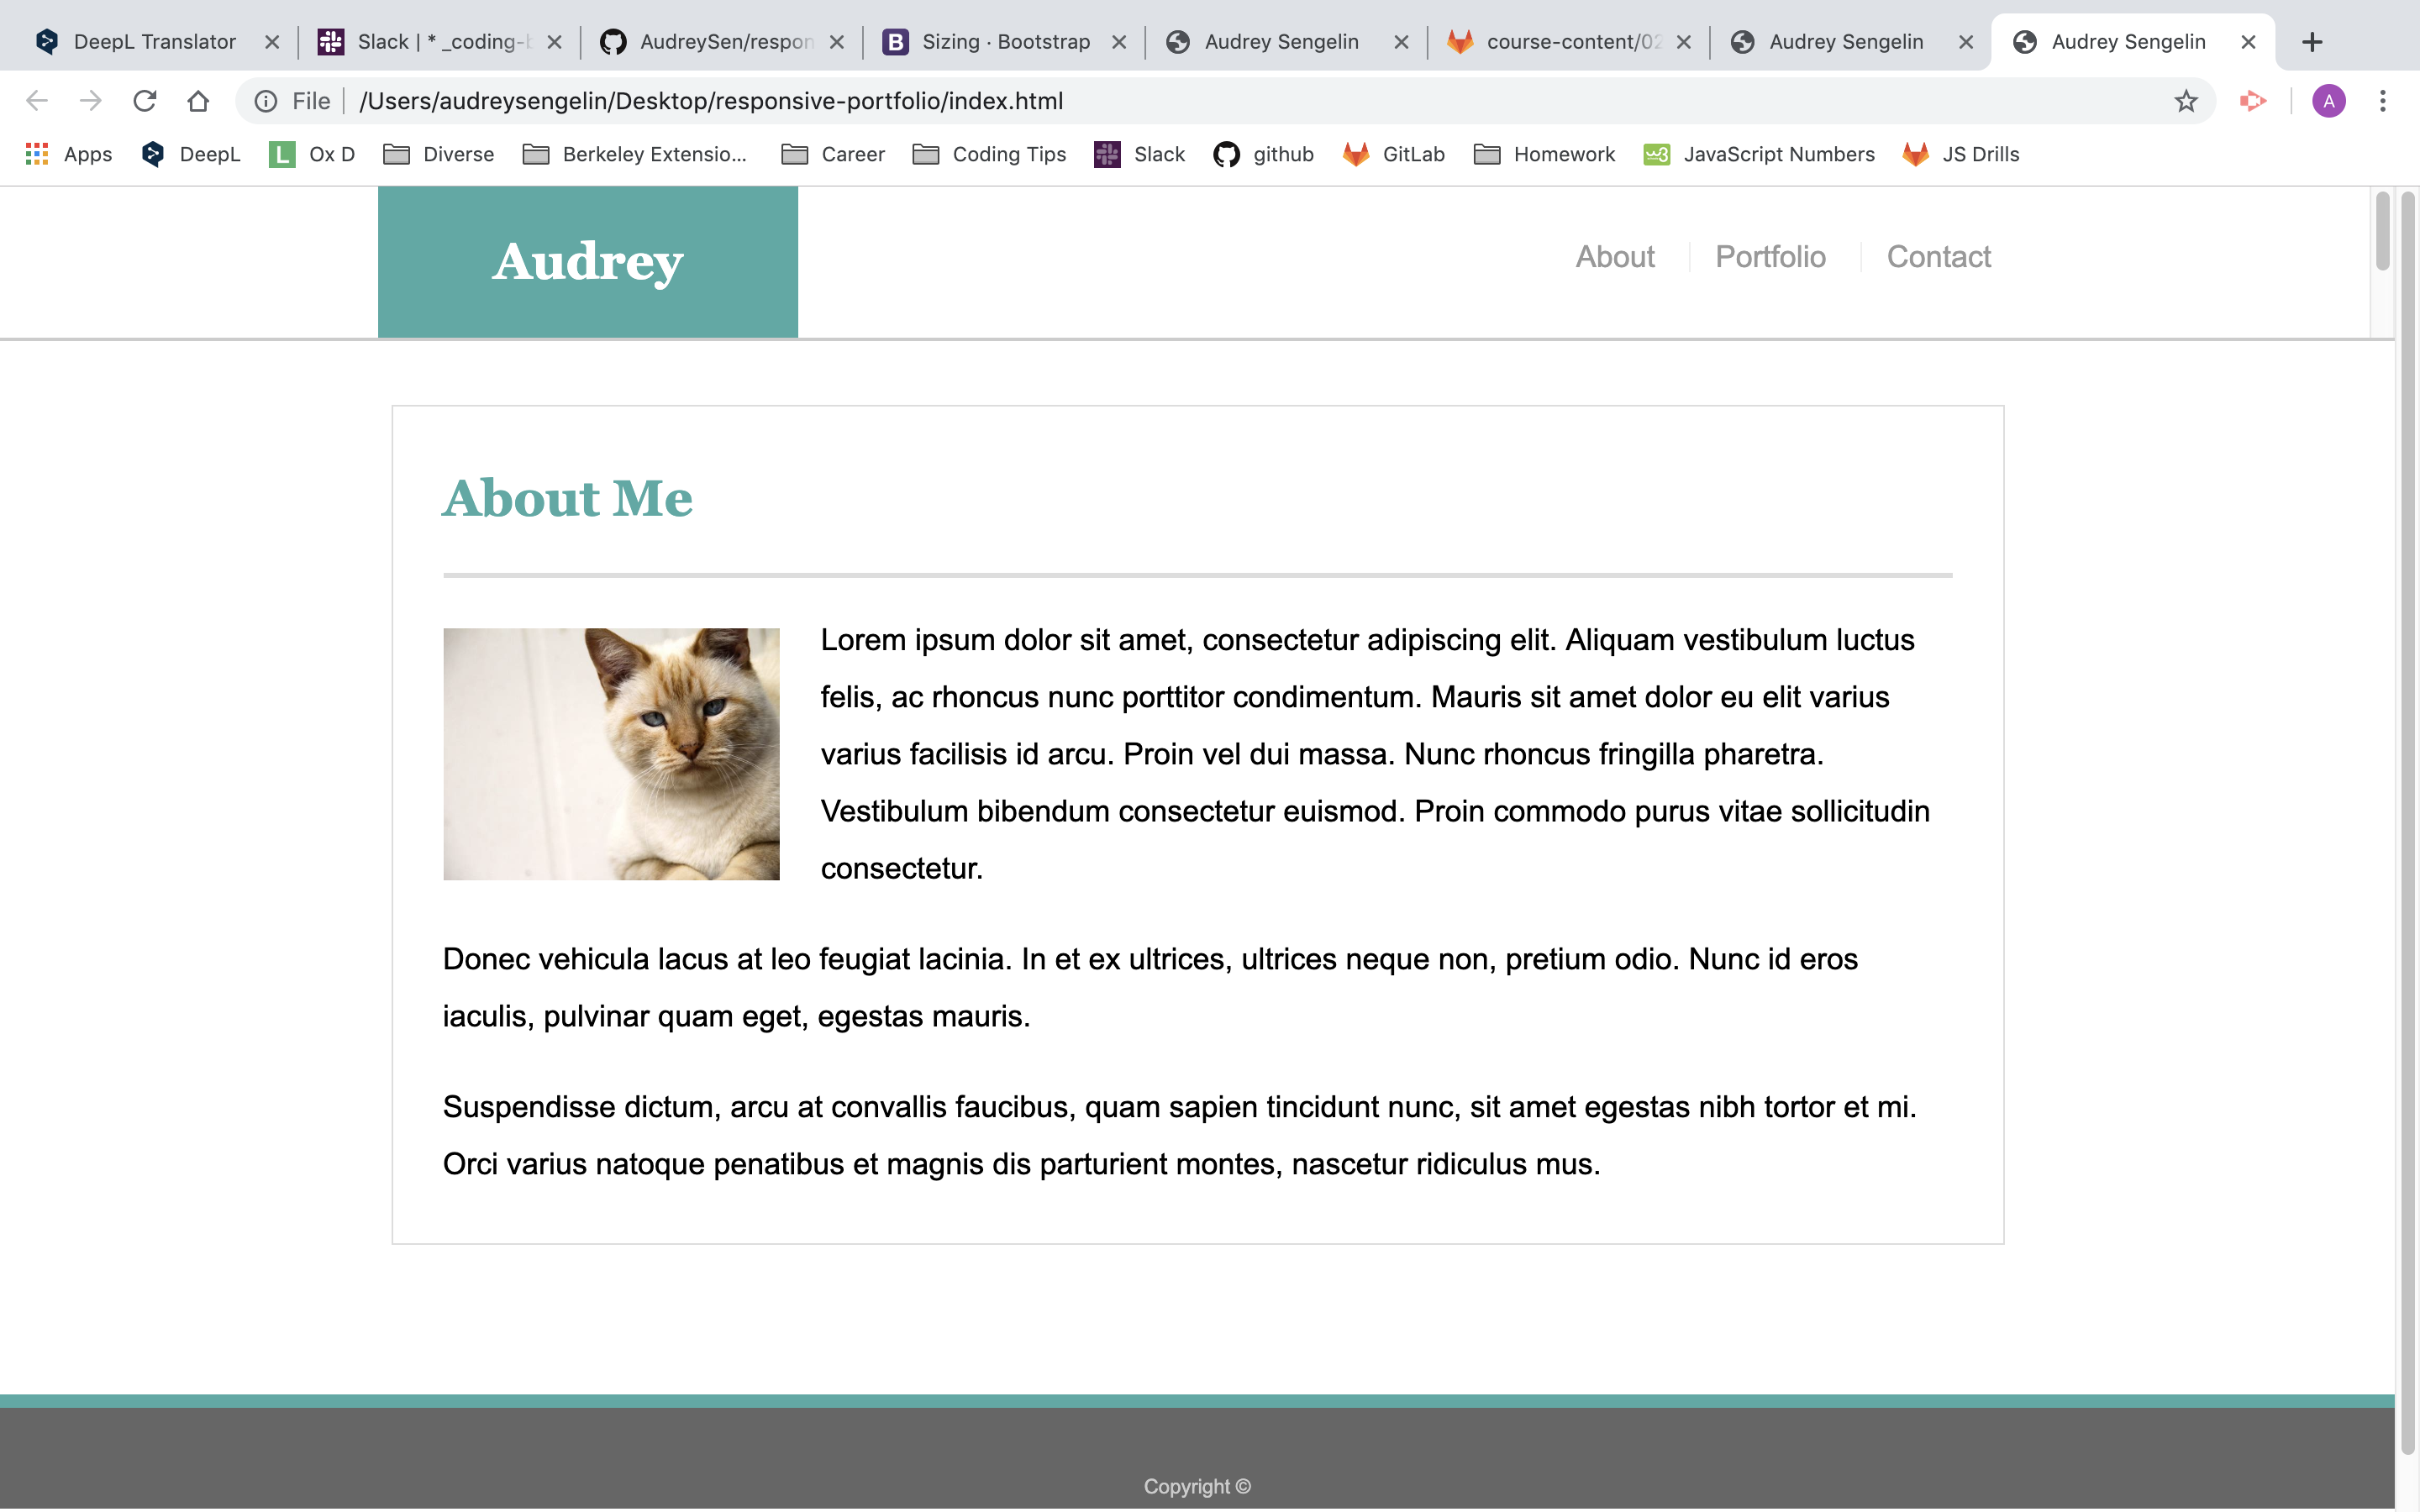 DeepL Translator
Slack | * _coding-b
AudreySen/respon
Sizing · Bootstrap
Audrey Sengelin
course-content/02
Audrey Sengelin
Audrey Sengelin
File /Users/audreysengelin/Desktop/responsive-portfolio/index.html
A
Apps
DeepL
L Ox D
Diverse
Berkeley Extensio...
Career
Coding Tips
Slack
github
GitLab
Homework
JavaScript Numbers
JS Drills
Audrey
About
Portfolio
Contact
About Me
Lorem ipsum dolor sit amet, consectetur adipiscing elit. Aliquam vestibulum luctus
felis, ac rhoncus nunc porttitor condimentum. Mauris sit amet dolor eu elit varius
varius facilisis id arcu. Proin vel dui massa. Nunc rhoncus fringilla pharetra.
Vestibulum bibendum consectetur euismod. Proin commodo purus vitae sollicitudin
consectetur.
Donec vehicula lacus at leo feugiat lacinia. In et ex ultrices, ultrices neque non, pretium odio. Nunc id eros
iaculis, pulvinar quam eget, egestas mauris.
Suspendisse dictum, arcu at convallis faucibus, quam sapien tincidunt nunc, sit amet egestas nibh tortor et mi.
Orci varius natoque penatibus et magnis dis parturient montes, nascetur ridiculus mus.
Copyright ©